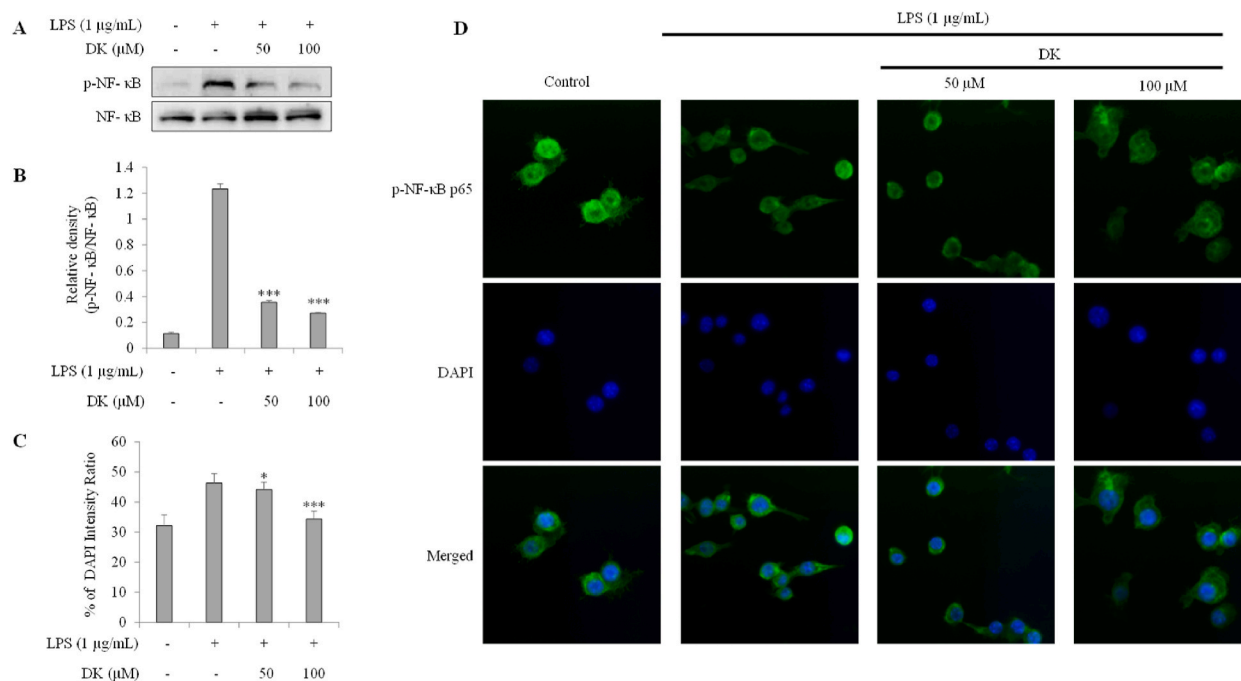 A
LPS (1 µg/mL) - + + +
DK (µM) - - 50 100
p-NF- κB
NF- κB
B
Relative density
(p-NF- κB/NF- κB)
1.4
1.2
1
0.8
0.6
0.4
0.2
0
***
***
LPS (1 µg/mL) - + + +
DK (µM) - - 50 100
C
% of DAPI Intensity Ratio
60
50
40
30
20
10
0
*
***
LPS (1 µg/mL) - + + +
DK (µM) - - 50 100
D
LPS (1 µg/mL)
DK
Control 50 µM 100 µM
p-NF-κB p65
DAPI
Merged